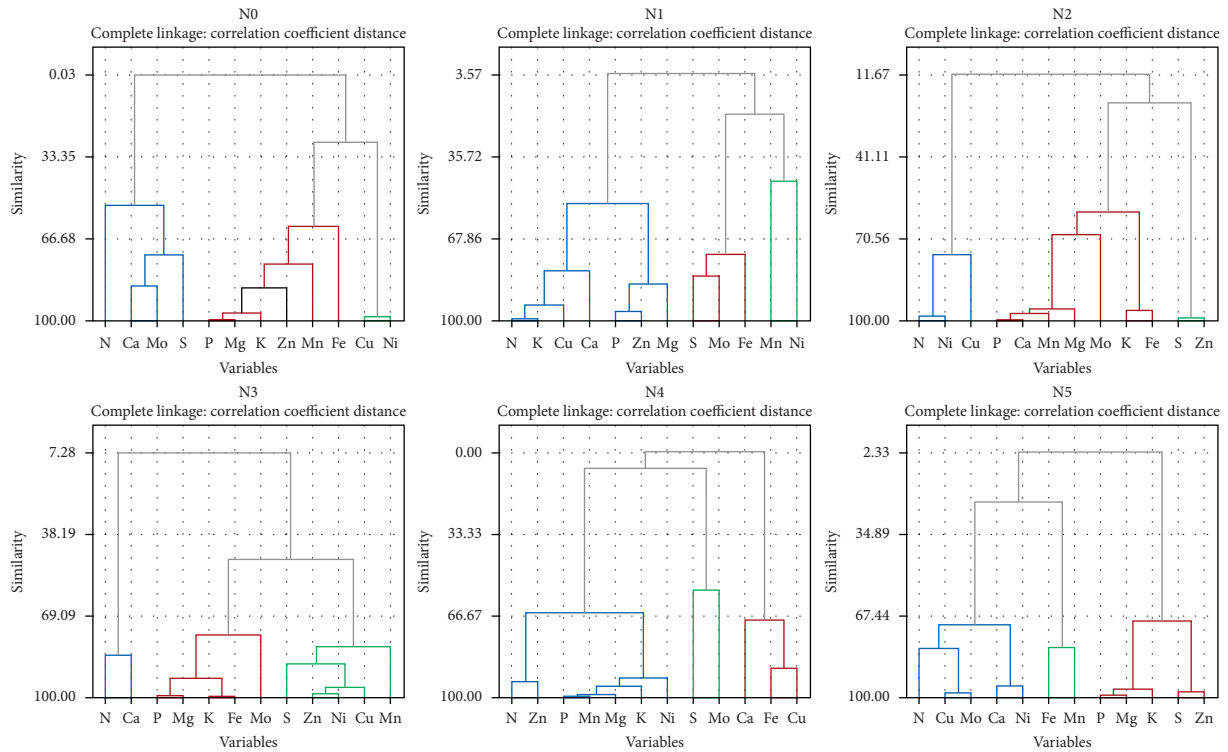 N0
Complete linkage: correlation coefficient distance
0.03
33.35
66.68
100.00
Similarity
N Ca Mo S P Mg K Zn Mn Fe Cu Ni
Variables
N1
Complete linkage: correlation coefficient distance
3.57
35.72
67.86
100.00
Similarity
N K Cu Ca P Zn Mg S Mo Fe Mn Ni
Variables
N2
Complete linkage: correlation coefficient distance
11.67
41.11
70.56
100.00
Similarity
N Ni Cu P Ca Mn Mg Mo K Fe S Zn
Variables
N3
Complete linkage: correlation coefficient distance
7.28
38.19
69.09
100.00
Similarity
N Ca P Mg K Fe Mo S Zn Ni Cu Mn
Variables
N4
Complete linkage: correlation coefficient distance
0.00
33.33
66.67
100.00
Similarity
N Zn P Mn Mg K Ni S Mo Ca Fe Cu
Variables
N5
Complete linkage: correlation coefficient distance
2.33
34.89
67.44
100.00
Similarity
N Cu Mo Ca Ni Fe Mn P Mg K S Zn
Variables